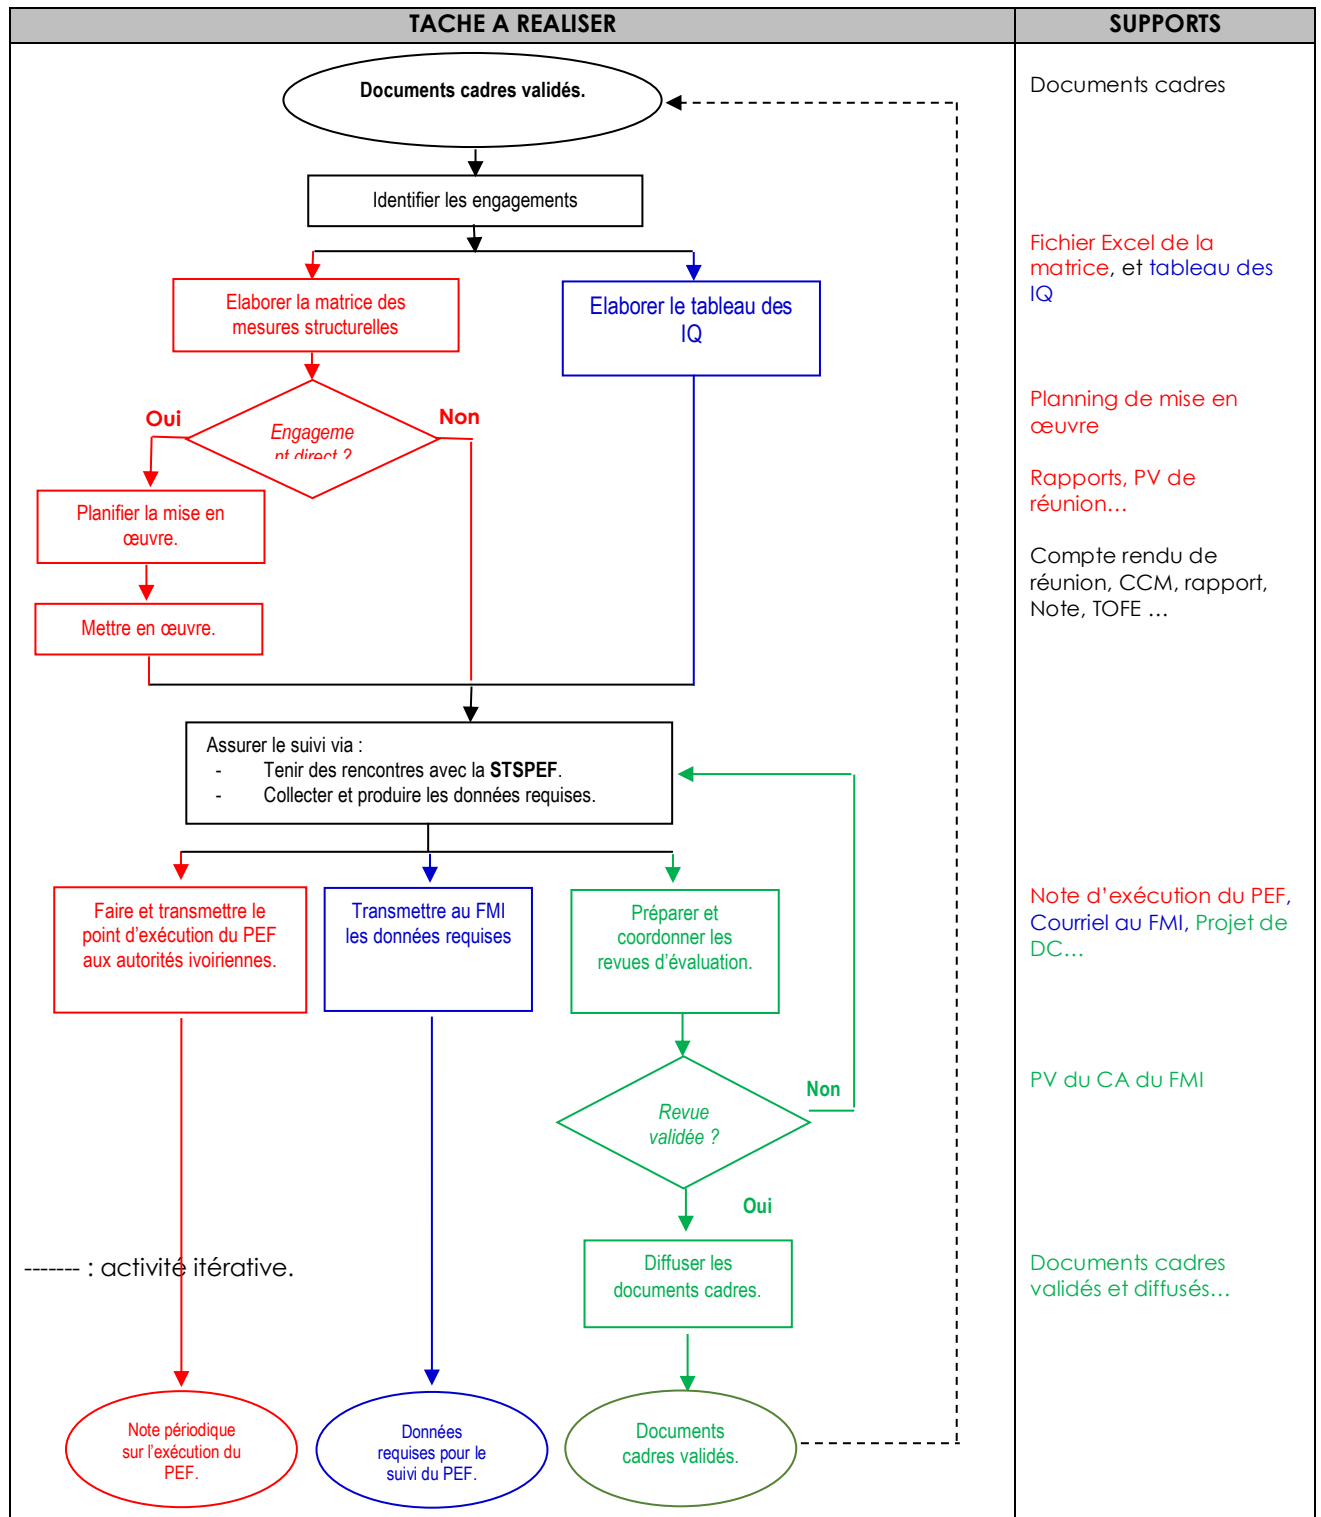 TACHE A REALISER
SUPPORTS
Documents cadres validés.
Documents cadres
Identifier les engagements
Fichier Excel de la
matrice, et tableau des
IQ
Elaborer la matrice des
mesures structurelles
Elaborer le tableau des
IQ
Oui
Non
Engageme
nt direct ?
Planning de mise en
œuvre
Rapports, PV de
réunion…
Planifier la mise en
œuvre.
Compte rendu de
réunion, CCM, rapport,
Note, TOFE …
Mettre en œuvre.
Assurer le suivi via :
- Tenir des rencontres avec la STSPEF.
- Collecter et produire les données requises.
Faire et transmettre le
point d’exécution du PEF
aux autorités ivoiriennes.
Transmettre au FMI
les données requises
Préparer et
coordonner les
revues d’évaluation.
Note d’exécution du PEF,
Courriel au FMI, Projet de
DC…
PV du CA du FMI
Non
Revue
validée ?
Oui
------- : activité itérative.
Diffuser les
documents cadres.
Documents cadres
validés et diffusés…
Note périodique
sur l’exécution du
PEF.
Données
requises pour le
suivi du PEF.
Documents
cadres validés.